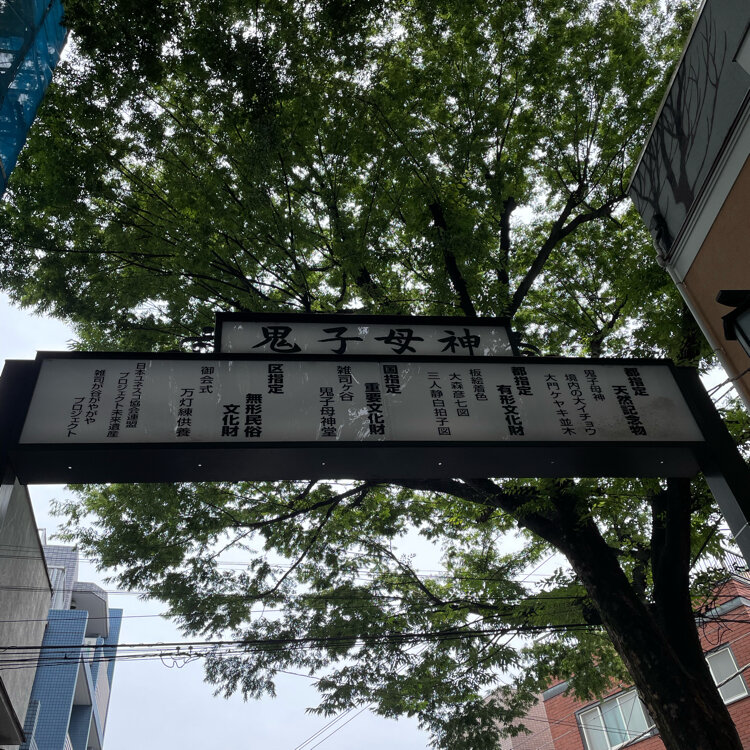 鬼子母神
都指定
天然記念物
鬼子母神
境内の大イチョウ
大門ケヤキ並木
都指定
有形文化財
板絵着色
大森彦七図
三人静白拍子図
国指定
重要文化財
雑司ケ谷
鬼子母神堂
区指定
無形民俗
文化財
御会式
万灯練供養
日本ユネスコ協会連盟
プロジェクト未来遺産
雑司が谷がやがや
プロジェクト